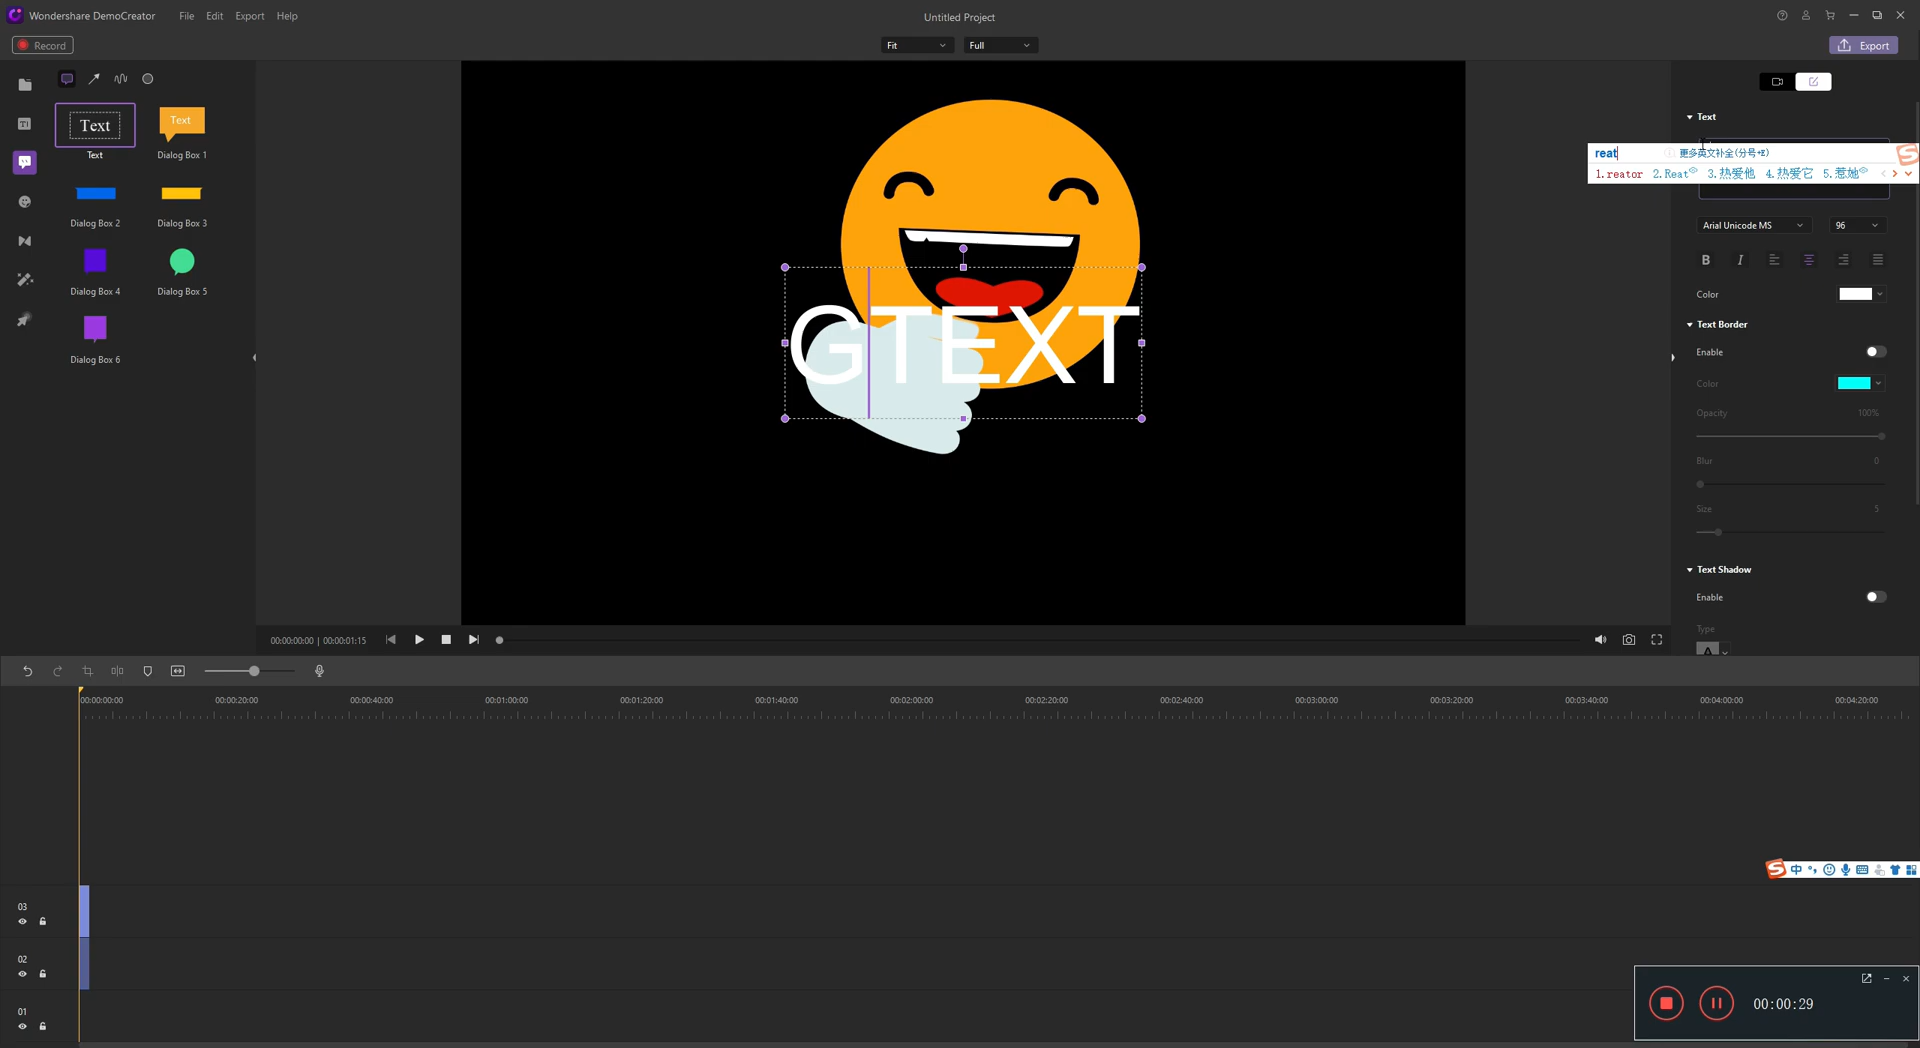 Wondershare DemoCreator File Edit Export Help
Untitled Project
Record
Fit Full
Export
Text
Text
Text
Text
Dialog Box 1
Dialog Box 2
Dialog Box 3
Dialog Box 4
Dialog Box 5
Dialog Box 6
GTEXT
reat
更多英文补全(分号+E)
1.reator 2.Reat 3.热爱他 4.热爱它 5.惹她
Arial Unicode MS 96
B I
Color
Text Border
Enable
Color
Opacity 100%
Blur 0
Size 5
Text Shadow
Enable
Type
A
00:00:00:00 | 00:00:01:15
00:00:00:00 00:00:20:00 00:00:40:00 00:01:00:00 00:01:20:00 00:01:40:00 00:02:00:00 00:02:20:00 00:02:40:00 00:03:00:00 00:03:20:00 00:03:40:00 00:04:00:00 00:04:20:00
S 中
03
02
01
00:00:29